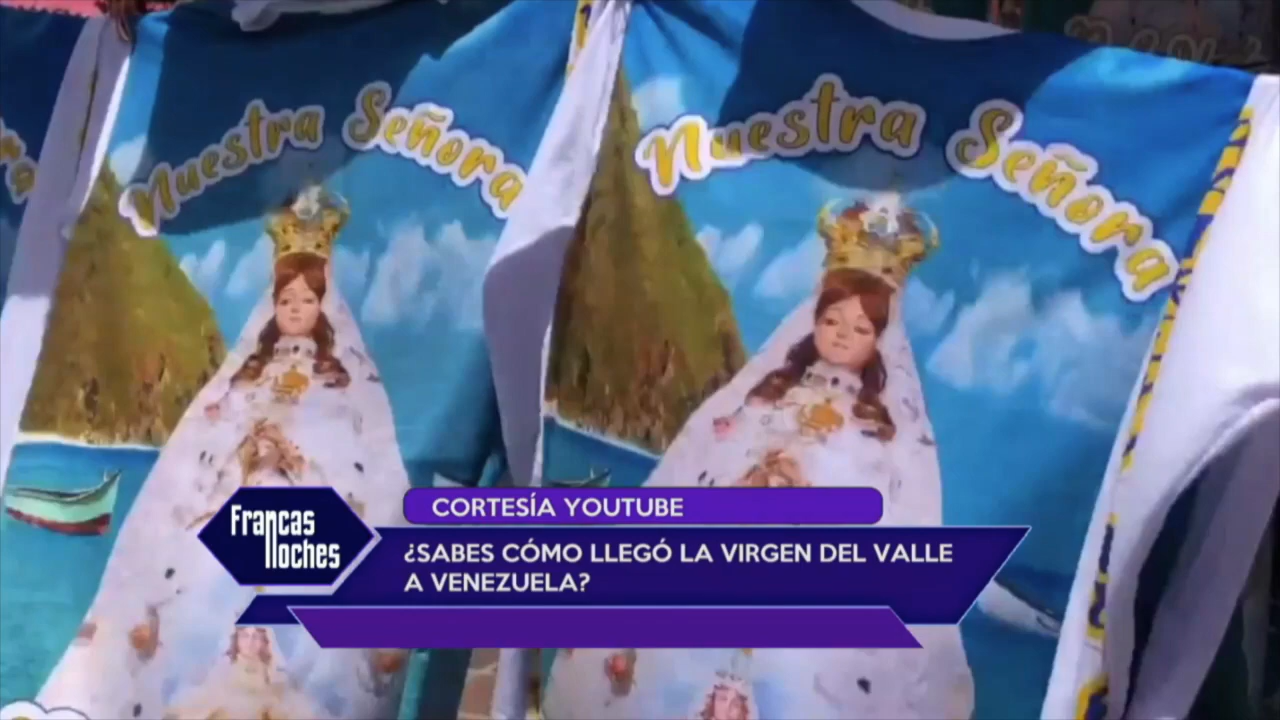 Nuestra Señora
Nuestra Señora
Francas
Noches
CORTESÍA YOUTUBE
¿SABES CÓMO LLEGÓ LA VIRGEN DEL VALLE
A VENEZUELA?